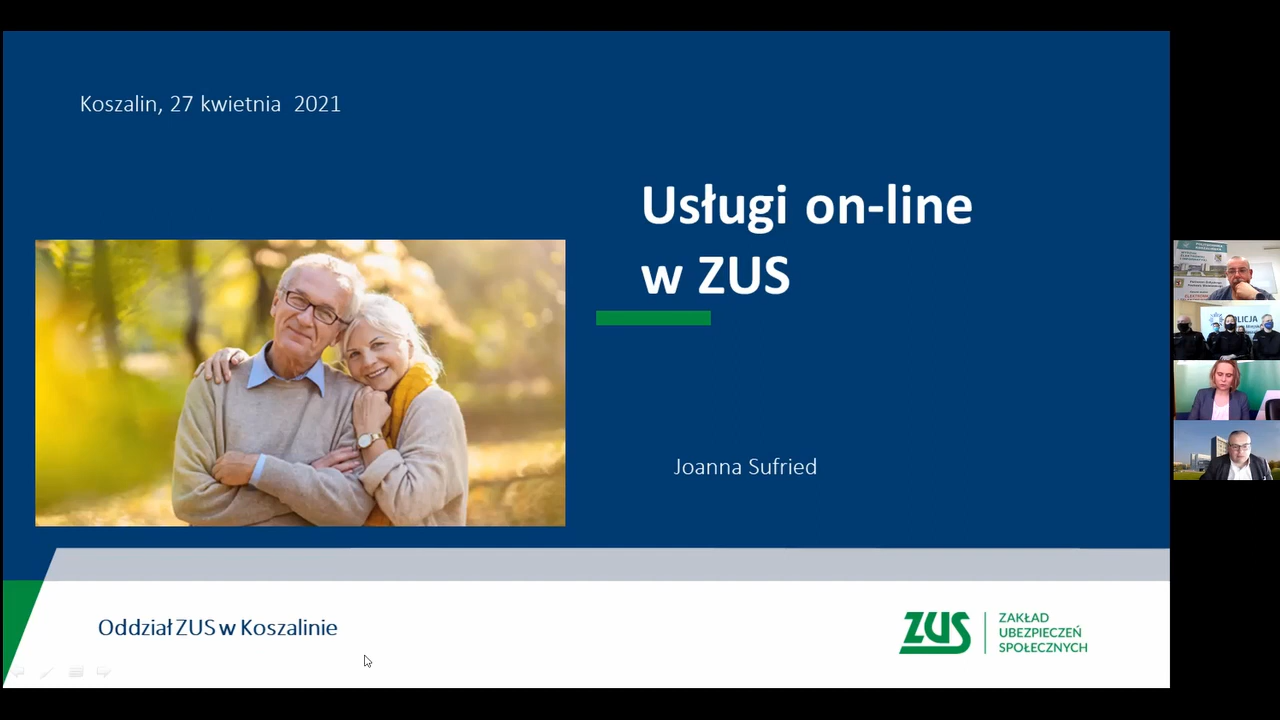 Koszalin, 27 kwietnia 2021
Usługi on-line
w ZUS
Joanna Sufried
Oddział ZUS w Koszalinie
ZUS
ZAKŁAD
UBEZPIECZEŃ
SPOŁECZNYCH